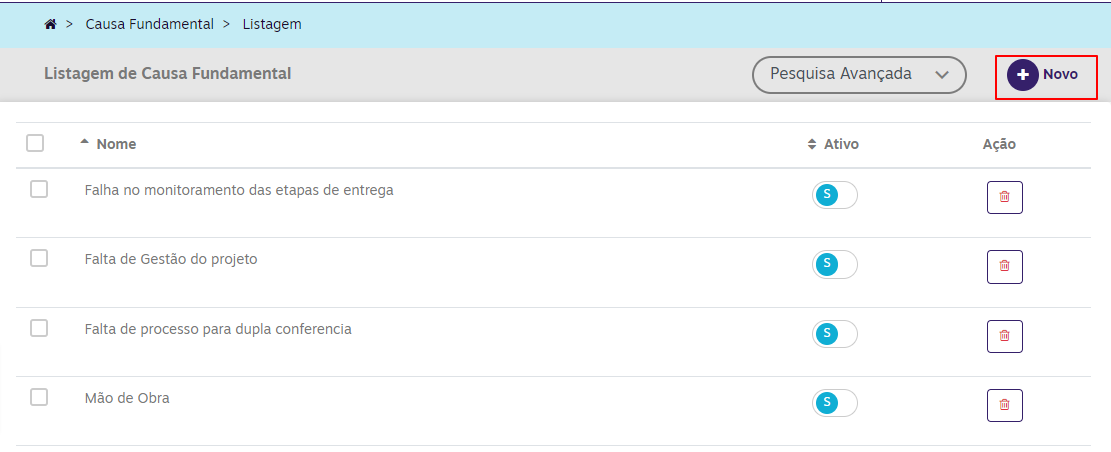 > Causa Fundamental > Listagem
Listagem de Causa Fundamental Pesquisa Avançada Novo
Nome Ativo Ação
Falha no monitoramento das etapas de entrega S
Falta de Gestão do projeto S
Falta de processo para dupla conferencia S
Mão de Obra S